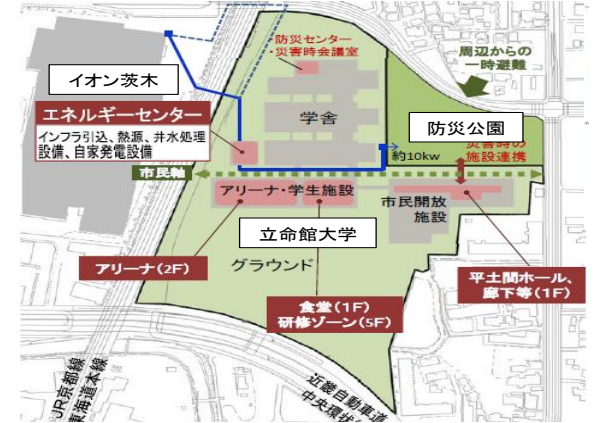 防災センター
・災害時会議室
周辺からの
一時避難
イオン茨木
学舎
防災公園
エネルギーセンター
インフラ引込、熱源、井水処理
設備、自家発電設備
災害時の
施設連携
約10kw
市民軸
アリーナ・学生施設
市民開放
施設
立命館大学
アリーナ(2F)
グラウンド
平土間ホール、
廊下等(1F)
食堂(1F)
研修ゾーン(5F)
JR京都線
東海道本線
近畿自動車道
中央環状